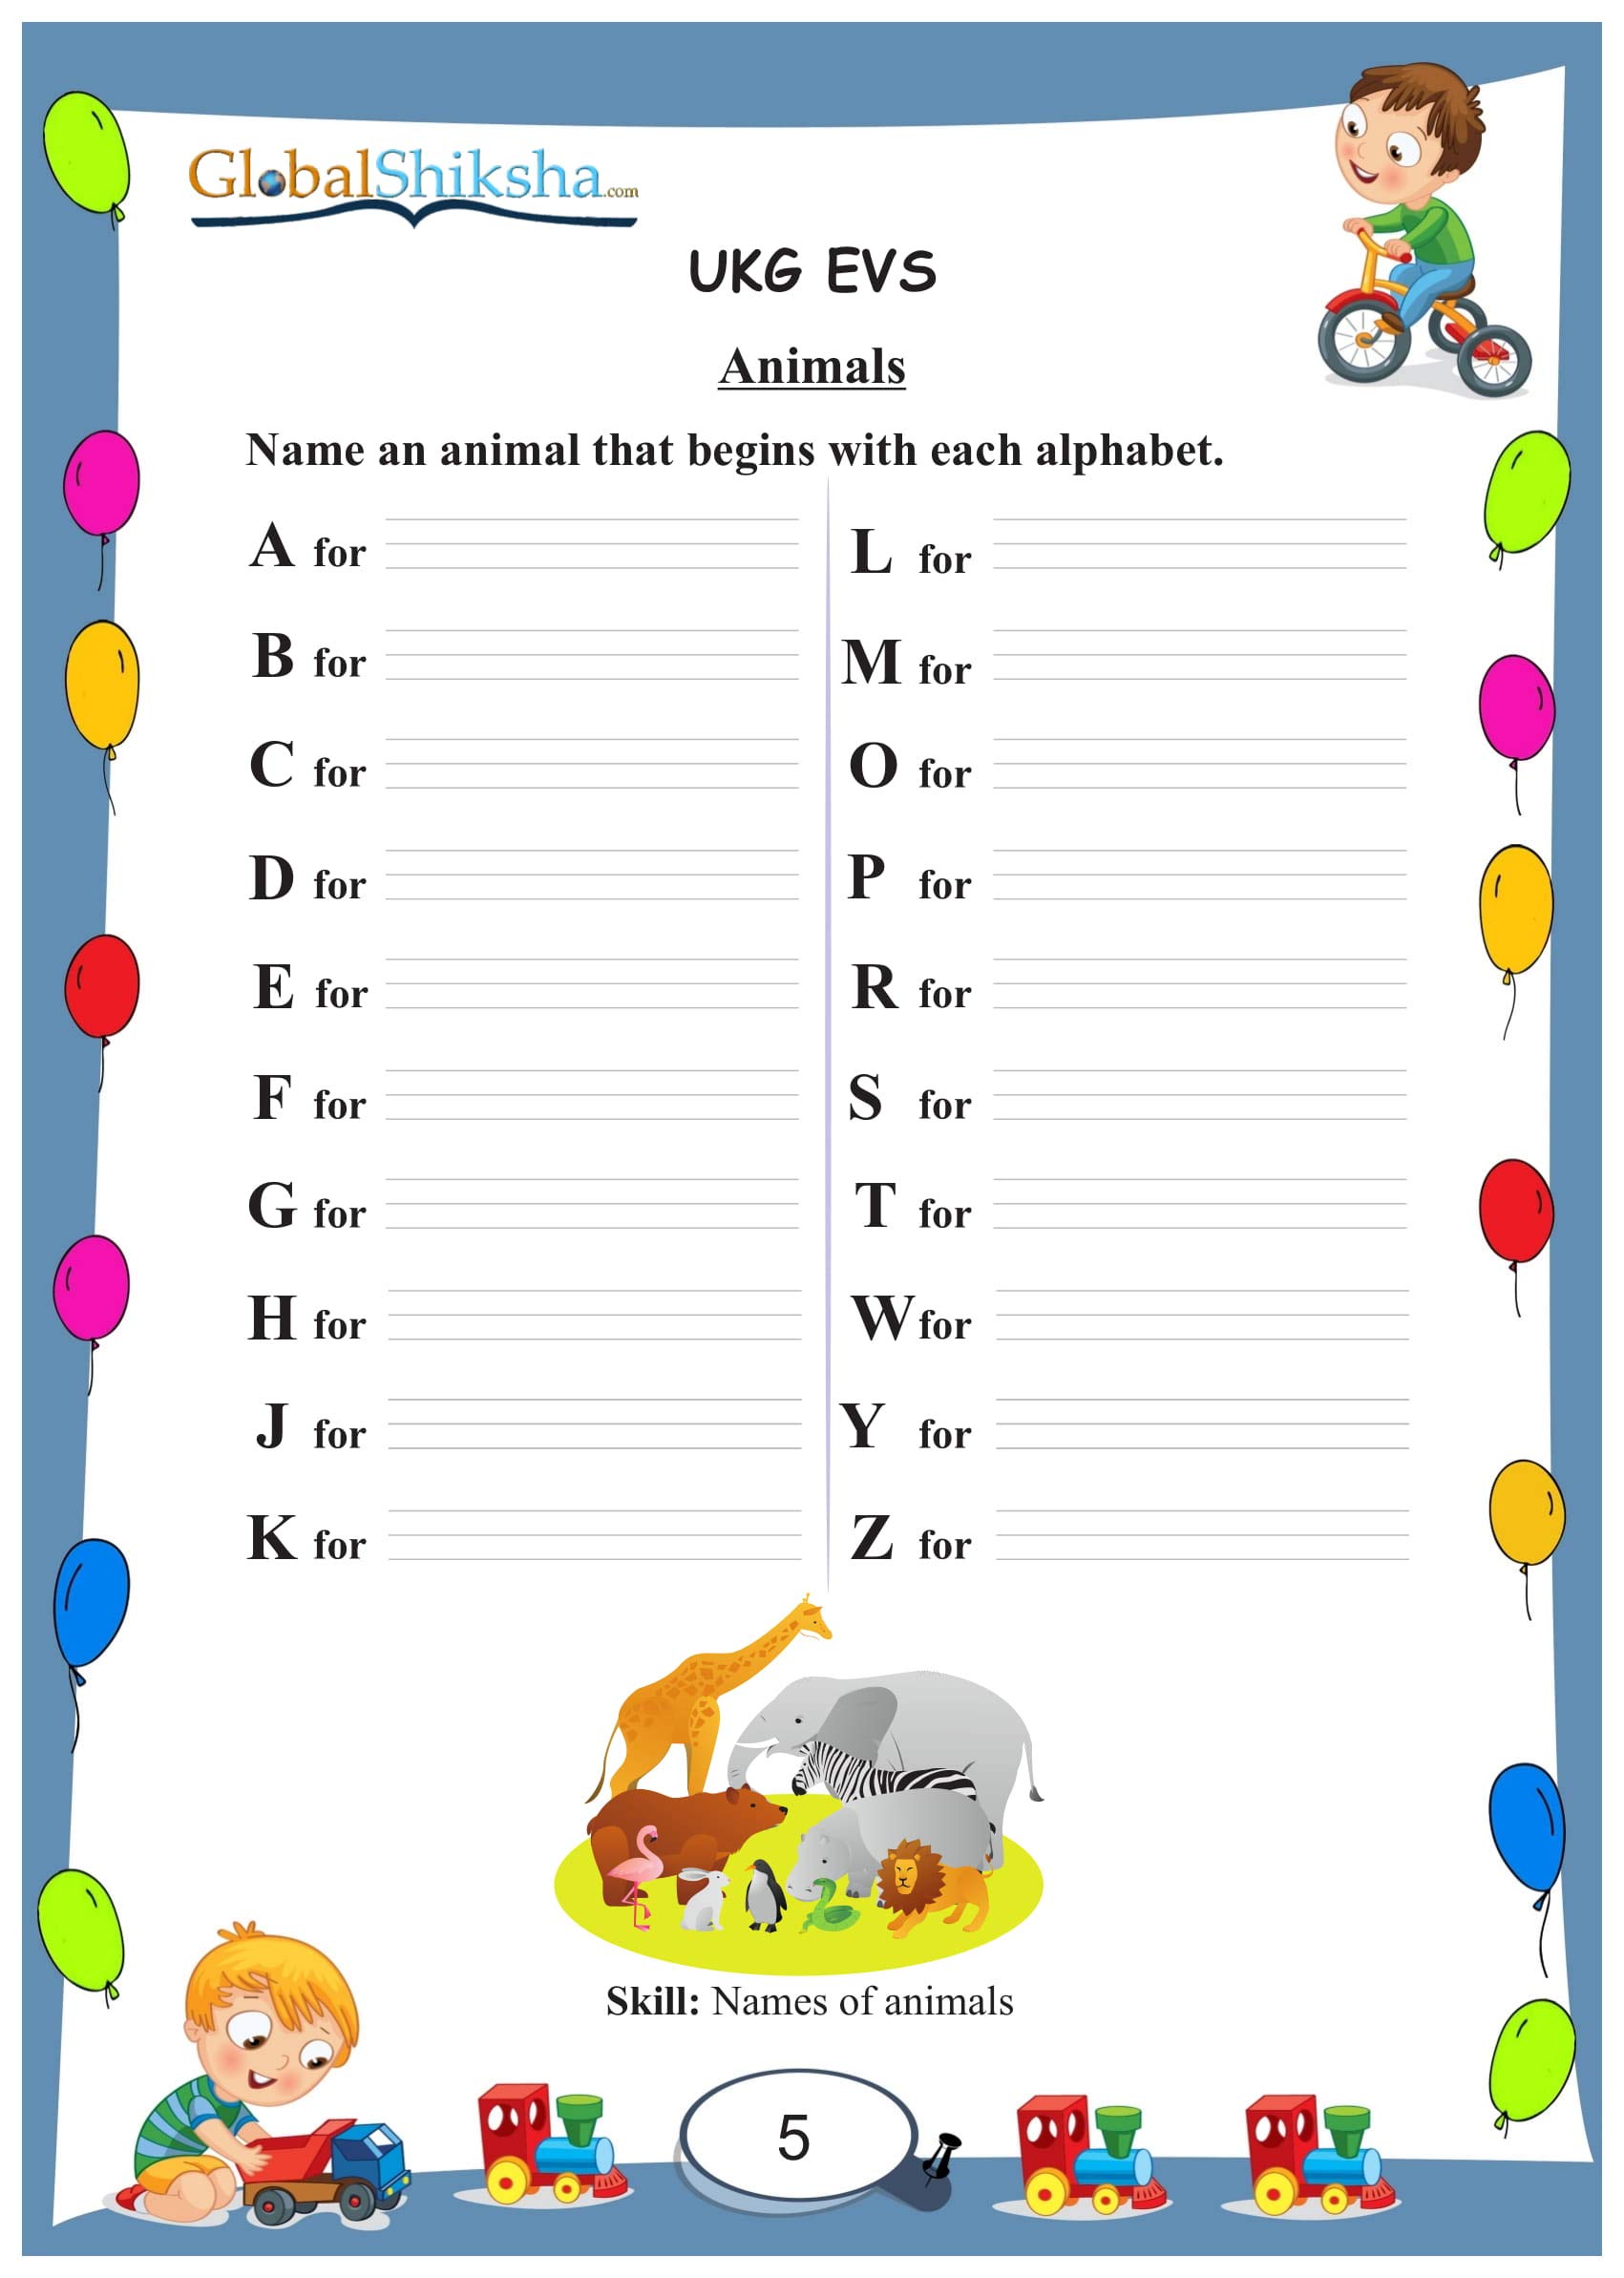 GlobalShiksha.com
UKG EVS
Animals
Name an animal that begins with each alphabet.
A for
B for
C for
D for
E for
F for
G for
H for
J for
K for
L for
M for
O for
P for
R for
S for
T for
W for
Y for
Z for
Skill: Names of animals
5